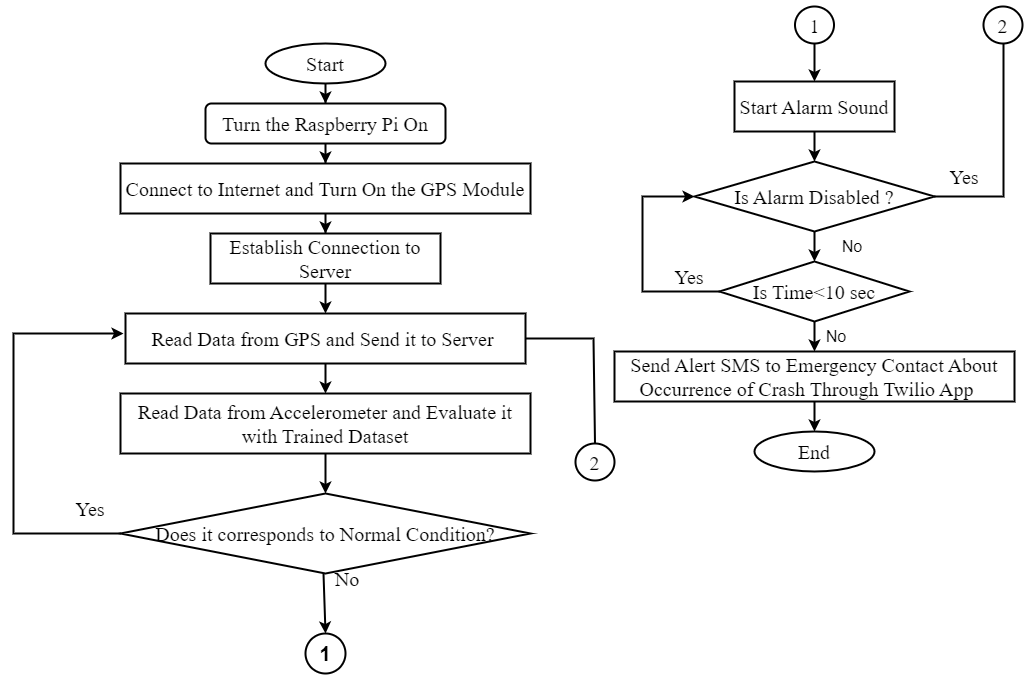 Start
Turn the Raspberry Pi On
Connect to Internet and Turn On the GPS Module
Establish Connection to
Server
Read Data from GPS and Send it to Server
Read Data from Accelerometer and Evaluate it
with Trained Dataset
2
Yes
Does it corresponds to Normal Condition?
No
1
1
2
Start Alarm Sound
Is Alarm Disabled ?
Yes
No
Yes
Is Time<10 sec
No
Send Alert SMS to Emergency Contact About
Occurrence of Crash Through Twilio App
End